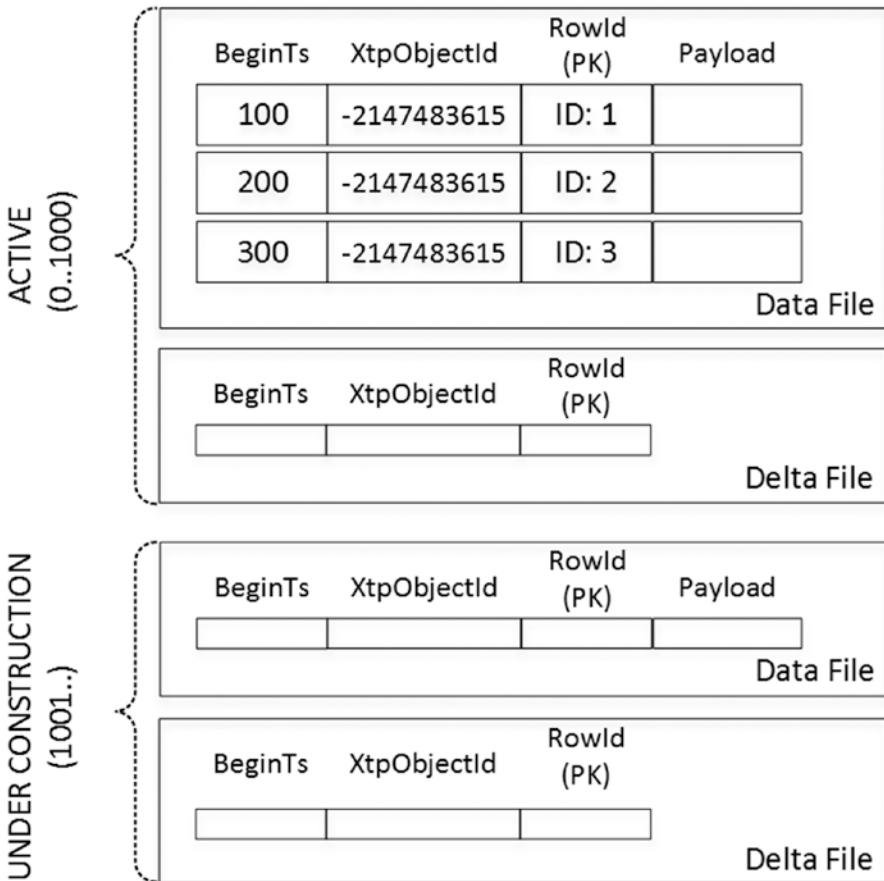 ACTIVE
(0..1000)
BeginTs XtpObjectId RowId (PK) Payload
100 -2147483615 ID: 1
200 -2147483615 ID: 2
300 -2147483615 ID: 3
Data File
BeginTs XtpObjectId RowId (PK)
Delta File
UNDER CONSTRUCTION
(1001..)
BeginTs XtpObjectId RowId (PK) Payload
Data File
BeginTs XtpObjectId RowId (PK)
Delta File